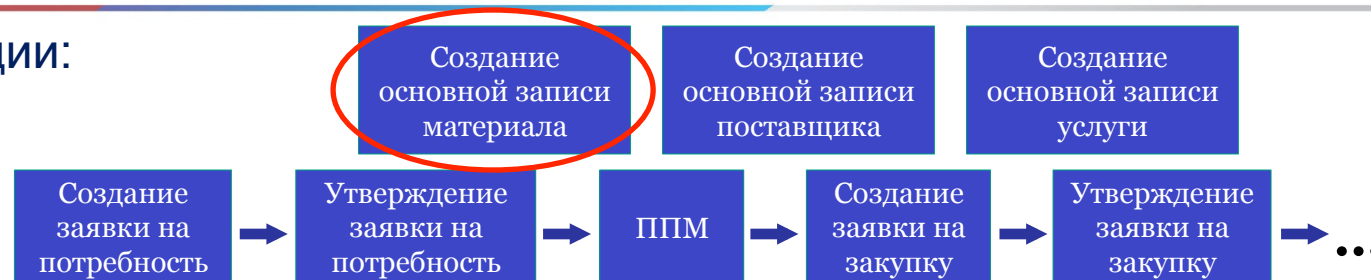 ции:
Создание
основной записи
материала
Создание
основной записи
поставщика
Создание
основной записи
услуги
Создание
заявки на
потребность
Утверждение
заявки на
потребность
ППМ
Создание
заявки на
закупку
Утверждение
заявки на
закупку
...